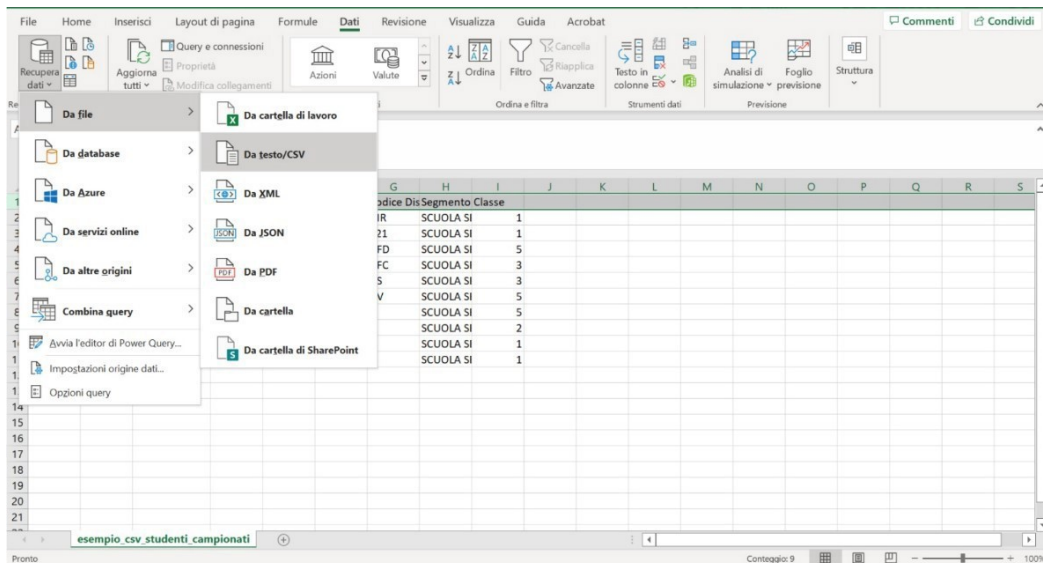 File Home Inserisci Layout di pagina Formule Dati Revisione Visualizza Guida Acrobat Commenti Condividi
Recupera dati
Aggiorna tutti
Query e connessioni
Proprietà
Modifica collegamenti
Azioni
Valute
Ordina
Filtro
Cancella
Riapplica
Avanzate
Testo in colonne
Analisi di simulazione
Foglio previsione
Struttura
Ordina e filtra
Strumenti dati
Previsione
Da file
Da database
Da Azure
Da servizi online
Da altre origini
Combina query
Avvia l'editor di Power Query...
Impostazioni origine dati...
Opzioni query
Da cartella di lavoro
Da testo/CSV
Da XML
Da JSON
Da PDF
Da cartella
Da cartella di SharePoint
G H I J K L M N O P Q R S
odice Dis Segmento Classe
IR SCUOLA SI 1
21 SCUOLA SI 1
FD SCUOLA SI 5
FC SCUOLA SI 3
S SCUOLA SI 3
V SCUOLA SI 5
SCUOLA SI 5
SCUOLA SI 2
SCUOLA SI 1
SCUOLA SI 1
14
15
16
17
18
19
20
21
esempio_csv_studenti_campionati
Pronto
Conteggio: 9
100%